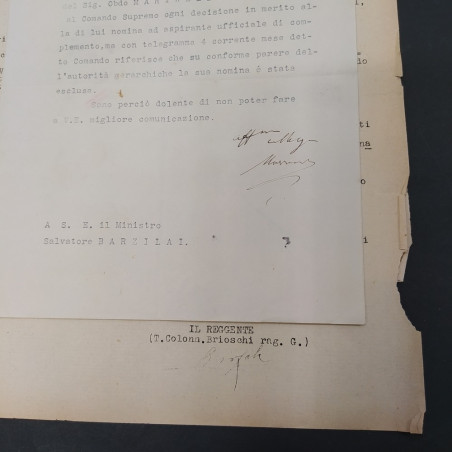 al Comando Supremo ogni decisione in merito al-
la di lui nomina ad aspirante ufficiale di com-
plemento,ma con telegramma 4 corrente mese det-
to Comando riferisce che su conforme parere del-
l'autorità gerarchiche la sua nomina é stata
esclusa.
Sono perciò dolente di non poter fare
a V.E. migliore comunicazione.
A S. E. il Ministro
Salvatore B A R Z I L A I.
IL REGGENTE
(T.Colonn.Brioschi rag. G.)